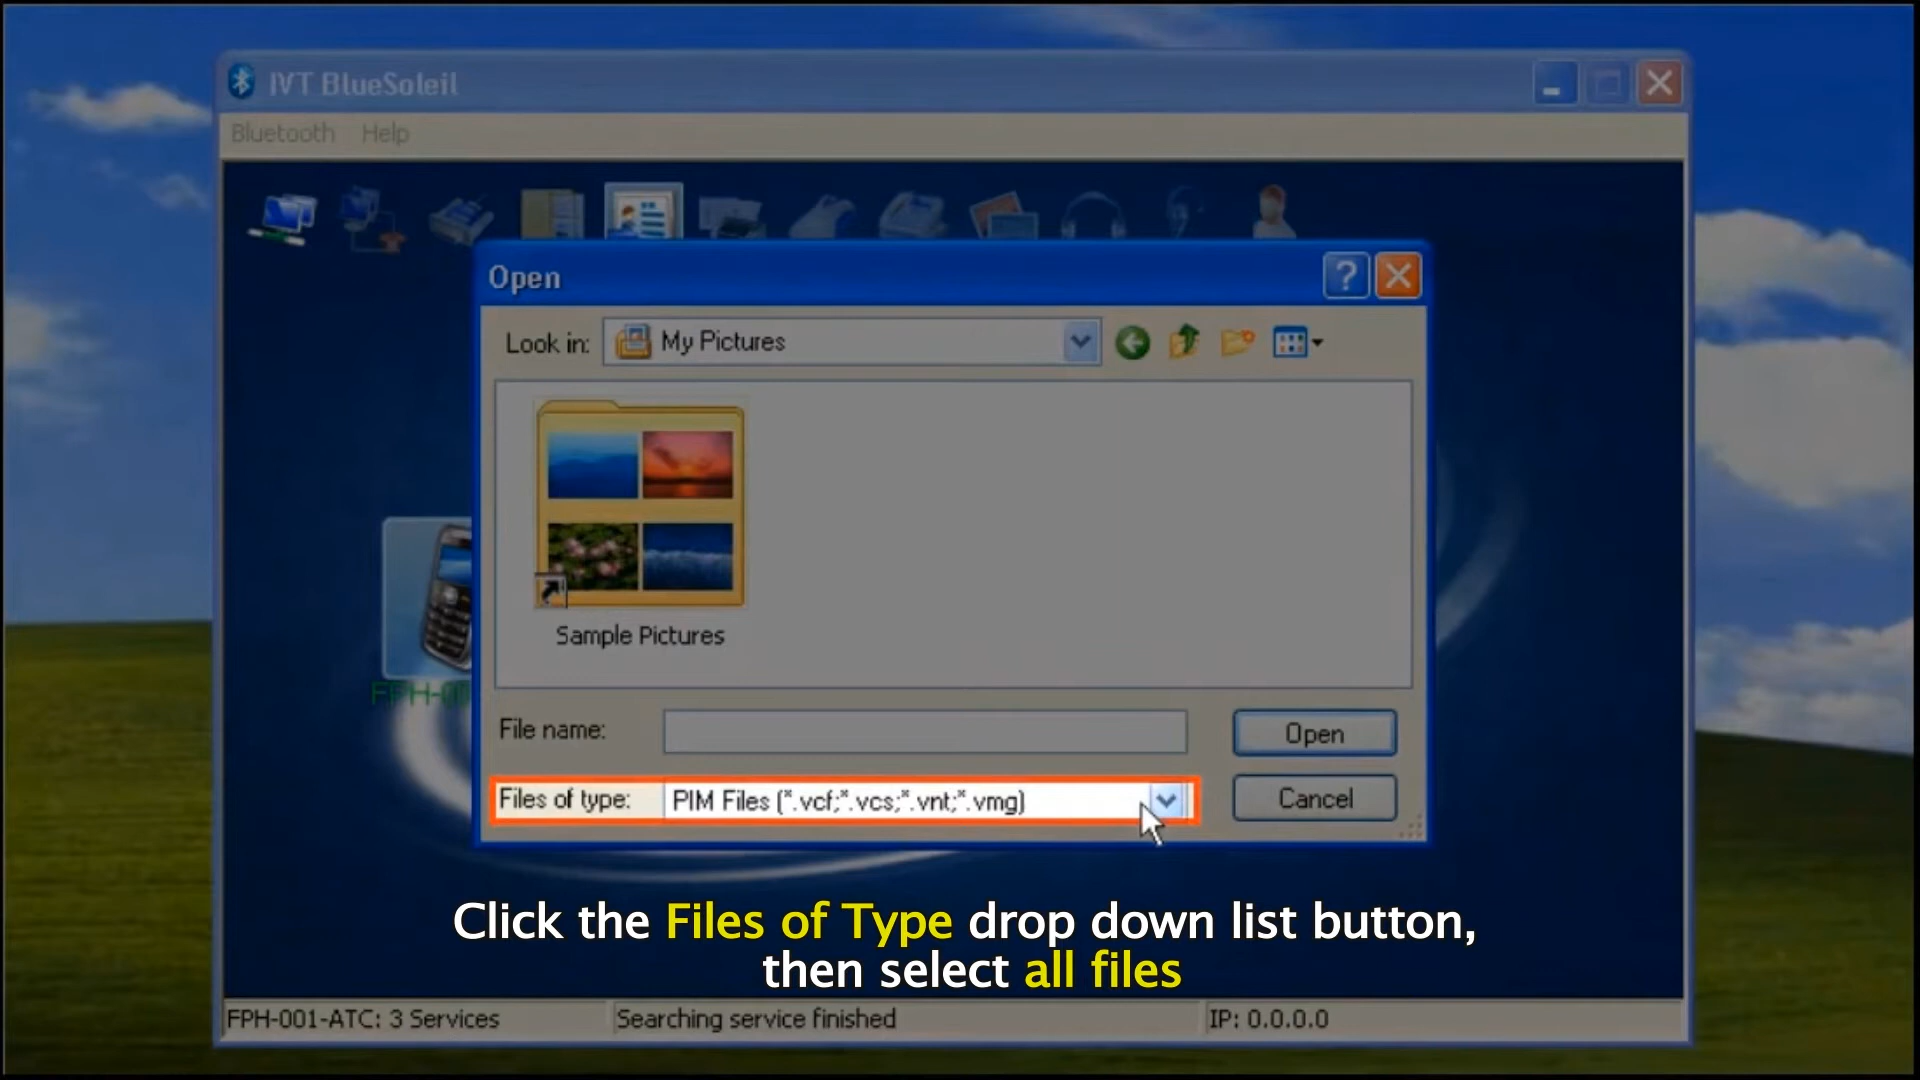 IVT BlueSoleil
Bluetooth Help
Open
Look in: My Pictures
Sample Pictures
File name:
Open
Files of type: PIM Files (*.vcf;*.vcs;*.vnt;*.vmg)
Cancel
Click the Files of Type drop down list button,
then select all files
FPH-001-ATC: 3 Services Searching service finished IP: 0.0.0.0